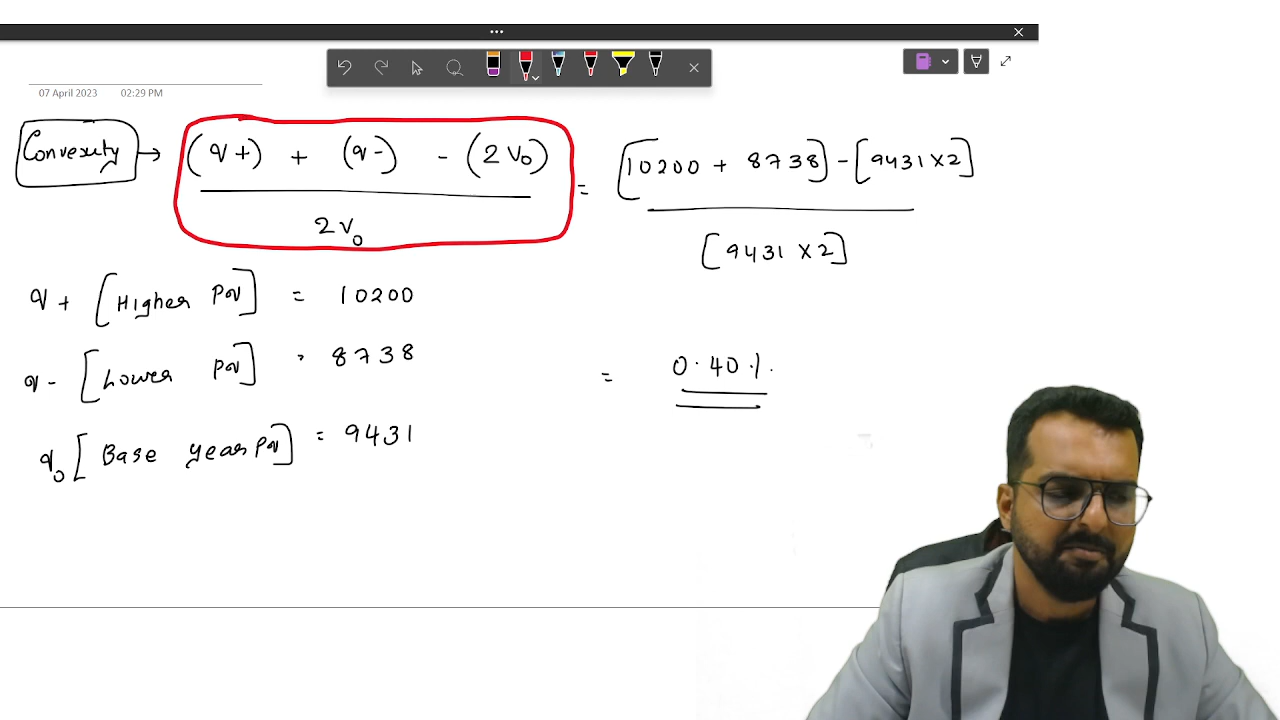 07 April 2023 02:29 PM
Convexity → (v+) + (v-) - (2V₀) = [10200 + 8738] - [9431 x 2]
2V₀ [9431 x 2]
v+ [Higher PV] = 10200
v- [Lower PV] = 8738
= 0.40%
v₀ [Base year PV] = 9431